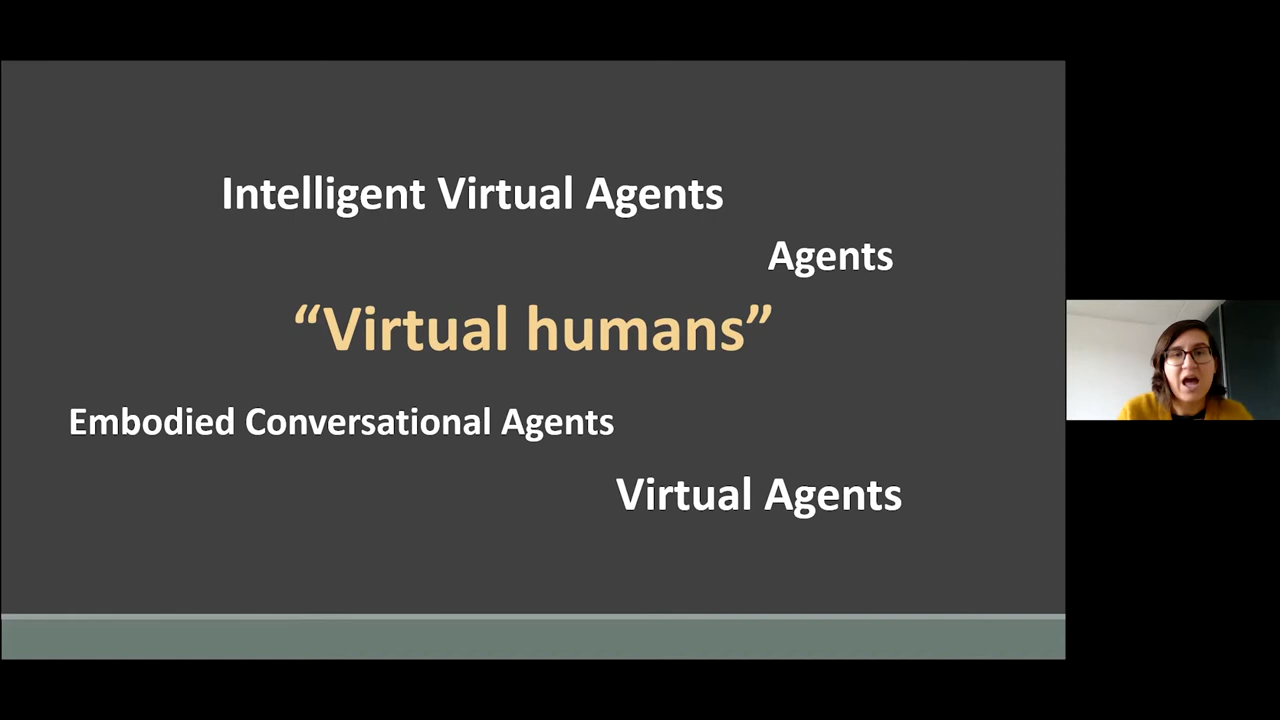 Intelligent Virtual Agents
Agents
“Virtual humans”
Embodied Conversational Agents
Virtual Agents